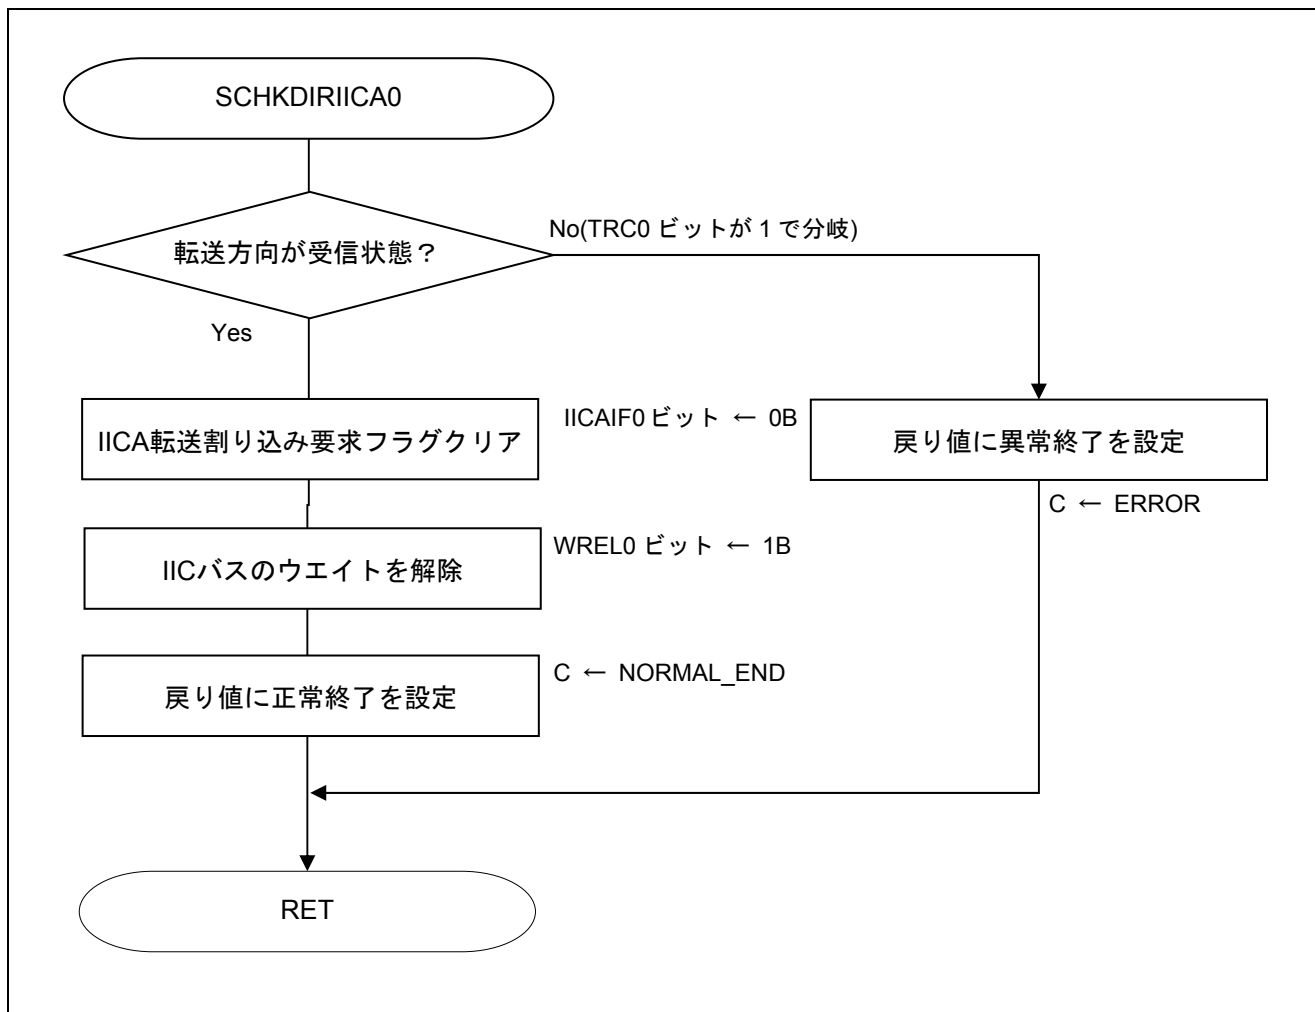 SCHKDIRIICA0
No(TRC0 ビットが 1 で分岐)
転送方向が受信状態？
Yes
IICA転送割り込み要求フラグクリア
IICAIF0 ビット ← 0B
戻り値に異常終了を設定
C ← ERROR
IICバスのウエイトを解除
WREL0 ビット ← 1B
戻り値に正常終了を設定
C ← NORMAL_END
RET